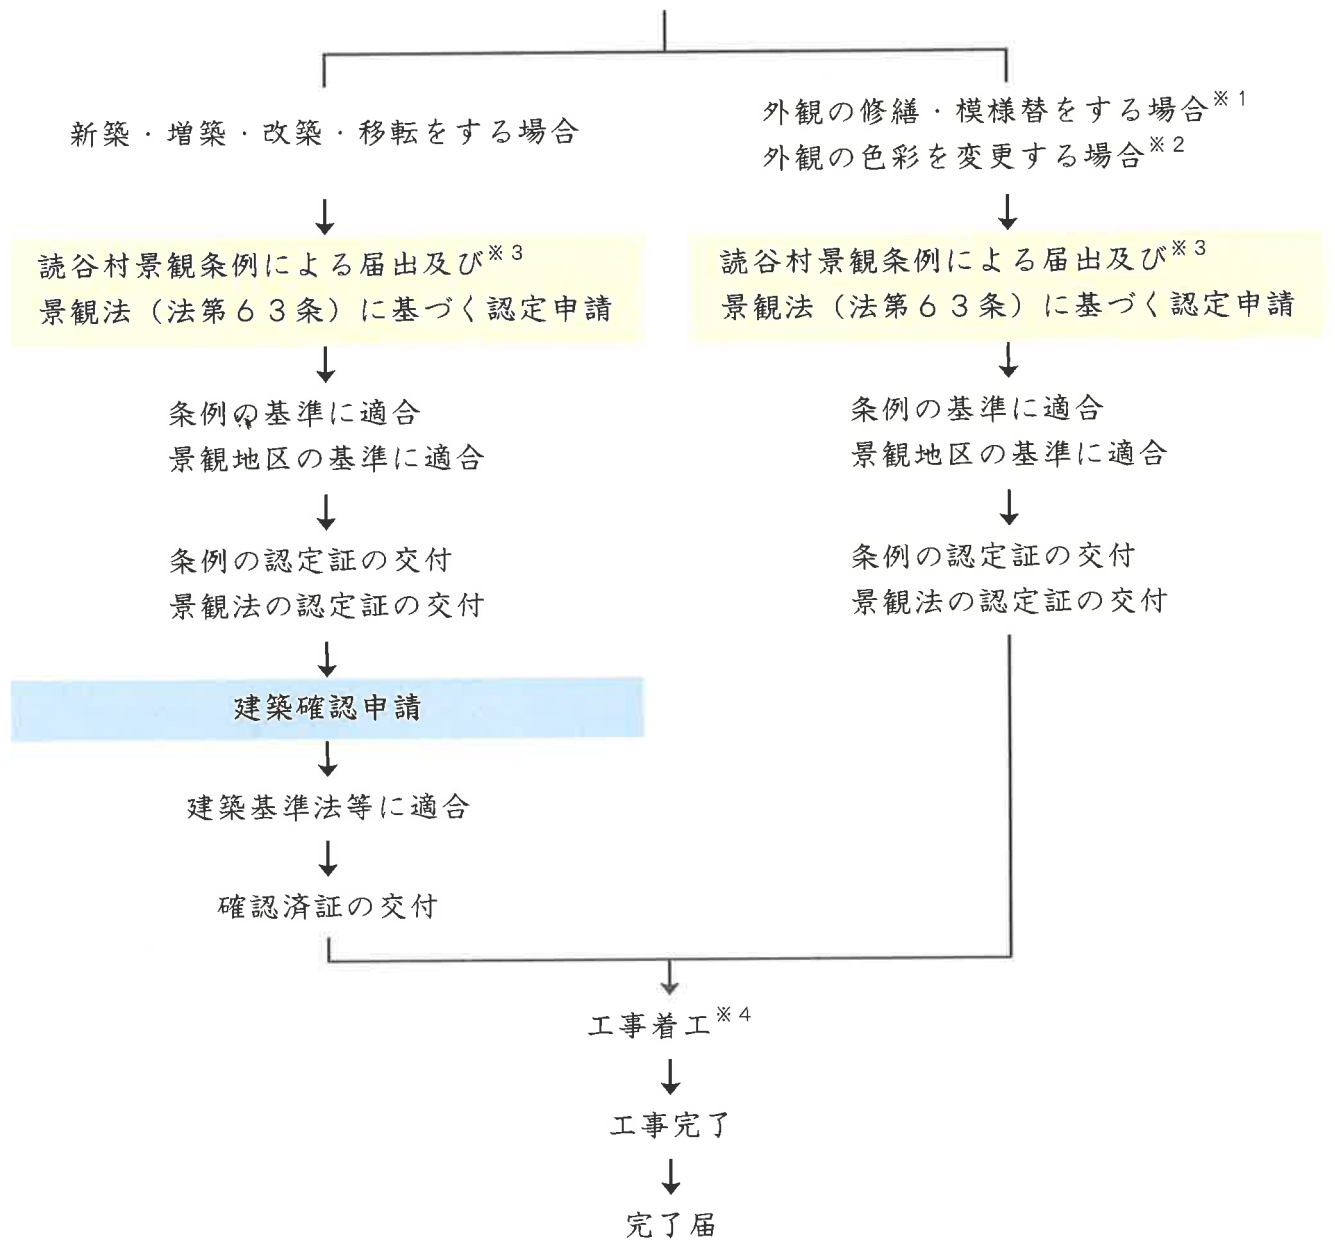 新築・増築・改築・移転をする場合
読谷村景観条例による届出及び※3
景観法（法第63条）に基づく認定申請
条例の基準に適合
景観地区の基準に適合
条例の認定証の交付
景観法の認定証の交付
建築確認申請
建築基準法等に適合
確認済証の交付
外観の修繕・模様替をする場合※1
外観の色彩を変更する場合※2
読谷村景観条例による届出及び※3
景観法（法第63条）に基づく認定申請
条例の基準に適合
景観地区の基準に適合
条例の認定証の交付
景観法の認定証の交付
工事着工※4
工事完了
完了届